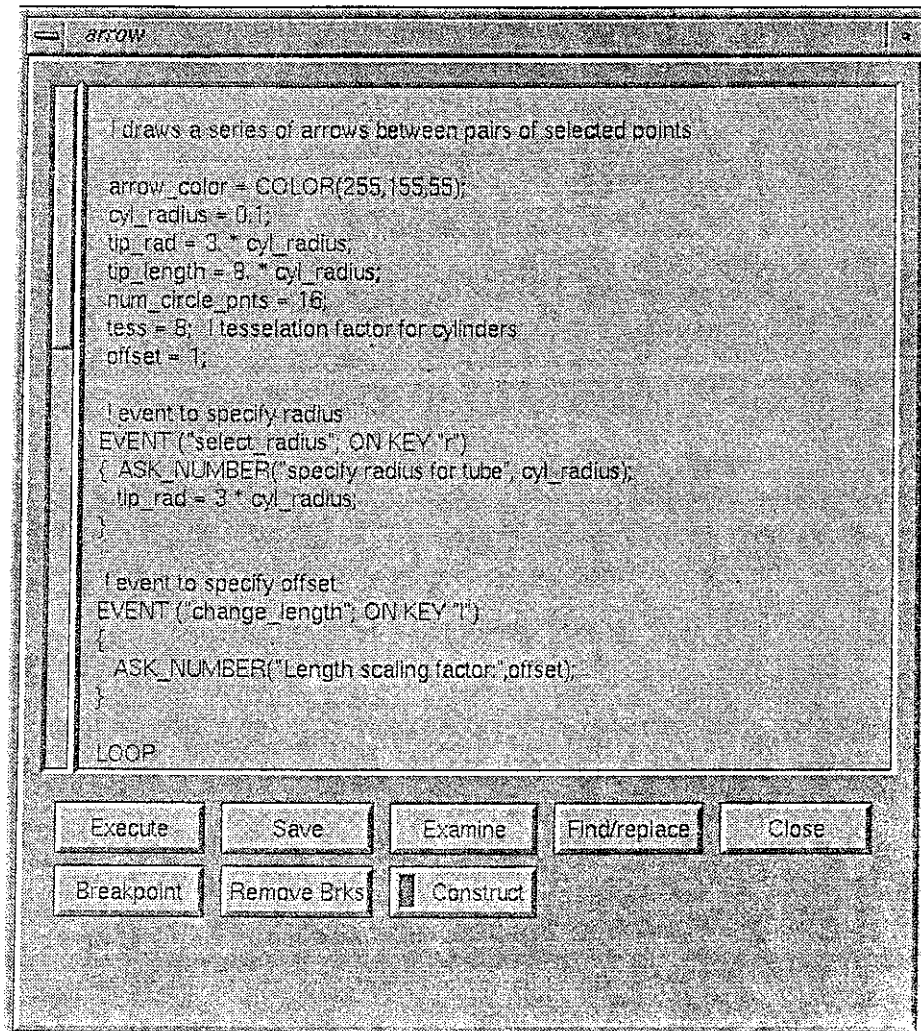 arrow
! draws a series of arrows between pairs of selected points
arrow_color = COLOR(255,155,55);
cyl_radius = 0.1;
tip_rad = 3. * cyl_radius;
tip_length = 9. * cyl_radius;
num_circle_pnts = 16;
tess = 8;  ! tesselation factor for cylinders
offset = 1;
! event to specify radius
EVENT ("select_radius"; ON KEY "r")
{ ASK_NUMBER("specify radius for tube", cyl_radius);
tip_rad = 3 * cyl_radius;
}
! event to specify offset
EVENT ("change_length"; ON KEY "l")
{
ASK_NUMBER("Length scaling factor:",offset);
}
LOOP
Execute Save Examine Find/replace Close
Breakpoint Remove Brks Construct